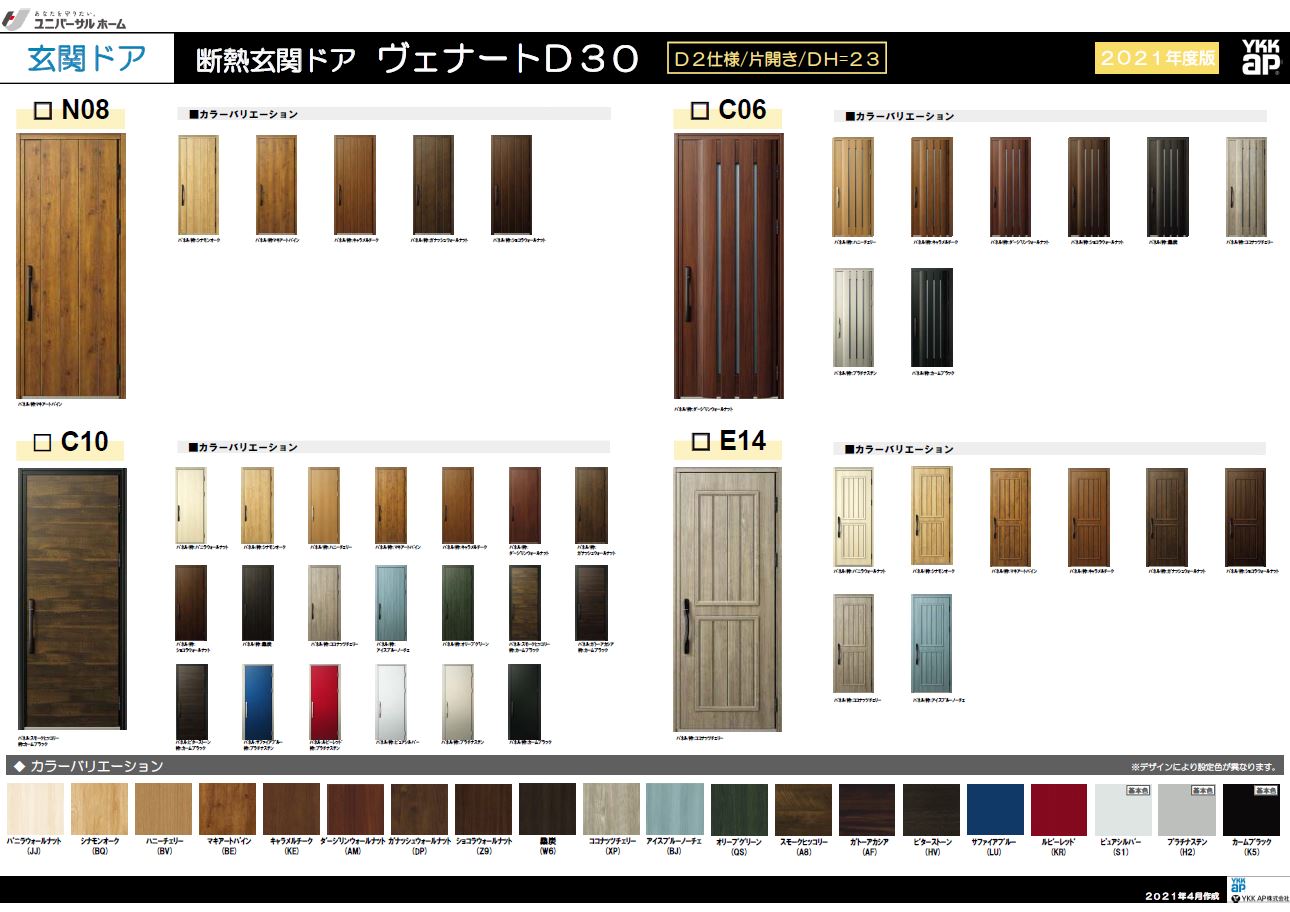 あなたを守りたい。
ユニバーサルホーム
玄関ドア
断熱玄関ドア ヴェナートD30
D2仕様/片開き/DH=23
2021年度版
YKK
ap
□ N08
■カラーバリエーション
パネル/枠:シナモンオーク
パネル/枠:マキアートパイン
パネル/枠:キャラメルチーク
パネル/枠:ガナッシュウォールナット
パネル/枠:ショコラウォールナット
パネル/枠:マキアートパイン
□ C06
■カラーバリエーション
パネル/枠:ハニーチェリー
パネル/枠:キャラメルチーク
パネル/枠:ダージリンウォールナット
パネル/枠:ショコラウォールナット
パネル/枠:桑炭
パネル/枠:ココナッツチェリー
パネル/枠:プラチナステン
パネル/枠:カームブラック
パネル/枠:ダージリンウォールナット
□ C10
■カラーバリエーション
パネル/枠:バニラウォールナット
パネル/枠:シナモンオーク
パネル/枠:ハニーチェリー
パネル/枠:マキアートパイン
パネル/枠:キャラメルチーク
パネル/枠:
ダージリンウォールナット
パネル/枠:
ガナッシュウォールナット
パネル/枠:
ショコラウォールナット
パネル/枠:桑炭
パネル/枠:ココナッツチェリー
パネル/枠:
アイスブルーノーチェ
パネル/枠:オリーブグリーン
パネル:スモークヒッコリー
枠:カームブラック
パネル:ガトーアカシア
枠:カームブラック
パネル:ビターストーン
枠:カームブラック
パネル:サファイアブルー
枠:プラチナステン
パネル:ルビーレッド
枠:プラチナステン
パネル/枠:ピュアシルバー
パネル/枠:プラチナステン
パネル/枠:カームブラック
パネル:スモークヒッコリー
枠:カームブラック
□ E14
■カラーバリエーション
パネル/枠:バニラウォールナット
パネル/枠:シナモンオーク
パネル/枠:マキアートパイン
パネル/枠:キャラメルチーク
パネル/枠:ガナッシュウォールナット
パネル/枠:ショコラウォールナット
パネル/枠:ココナッツチェリー
パネル/枠:アイスブルーノーチェ
パネル/枠:ココナッツチェリー
◆ カラーバリエーション
※デザインにより設定色が異なります。
バニラウォールナット
(JJ)
シナモンオーク
(BQ)
ハニーチェリー
(BV)
マキアートパイン
(BE)
キャラメルチーク
(KE)
ダージリンウォールナット
(AM)
ガナッシュウォールナット
(DP)
ショコラウォールナット
(Z9)
桑炭
(W6)
ココナッツチェリー
(XP)
アイスブルーノーチェ
(BJ)
オリーブグリーン
(QS)
スモークヒッコリー
(A8)
ガトーアカシア
(AF)
ビターストーン
(HV)
サファイアブルー
(LU)
ルビーレッド
(KR)
基本色
ピュアシルバー
(S1)
基本色
プラチナステン
(H2)
基本色
カームブラック
(K5)
2021年4月作成
YKK
ap
YKK AP株式会社